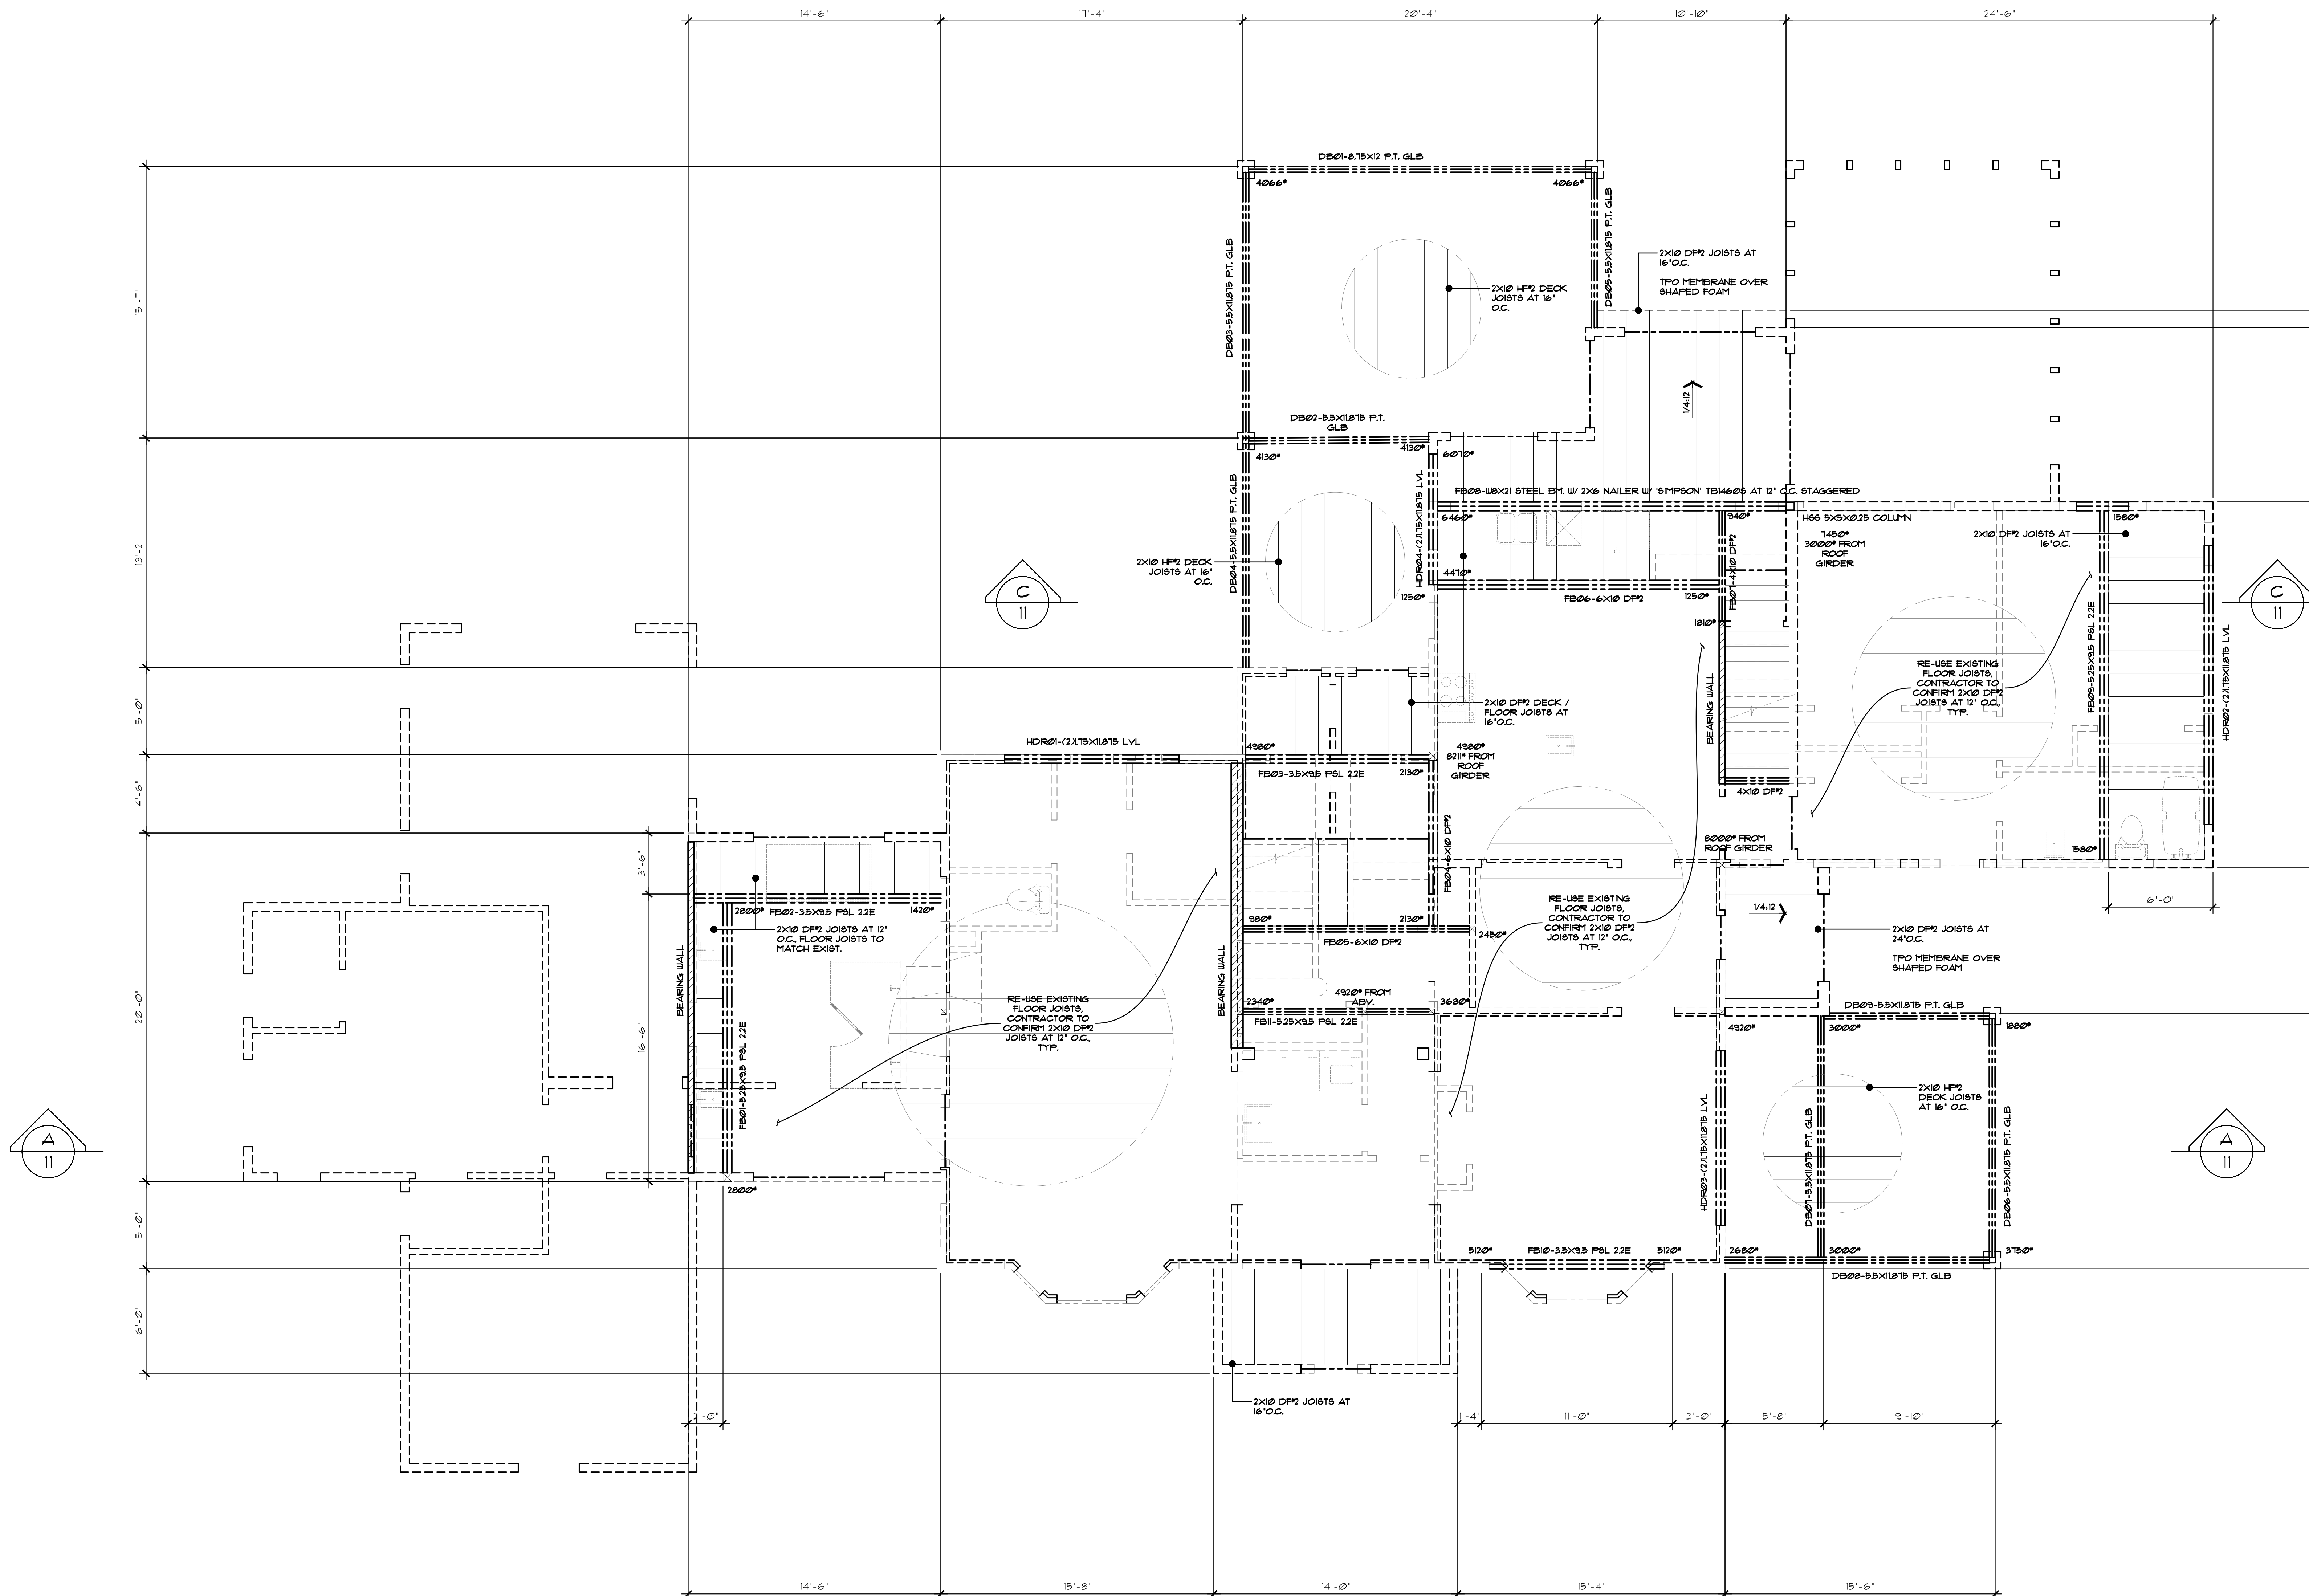 14'-6"
17'-4"
20'-4"
10'-10"
24'-6"
DB01-8.75X12 P.T. GLB
4066#
4066#
DB03-5.5X11.875 P.T. GLB
DB05-5.5X11.875 P.T. GLB
15'-7"
2X10 DF#2 JOISTS AT
16"O.C.
TPO MEMBRANE OVER
SHAPED FOAM
2X10 HF#2 DECK
JOISTS AT 16"
O.C.
1/4:12
DB02-5.5X11.875 P.T.
GLB
4130#
4130#
6070#
DB04-5.5X11.875 P.T. GLB
HDR04-(2)1.75X11.875 LVL
FB08-W8X21 STEEL BM. W/ 2X6 NAILER W/ 'SIMPSON' TB1460S AT 12" O.C. STAGGERED
6460#
940#
HSS 5X5X0.25 COLUMN
7450#
3000# FROM
ROOF
GIRDER
1580#
2X10 DF#2 JOISTS AT
16"O.C.
13'-2"
2X10 HF#2 DECK
JOISTS AT 16"
O.C.
4470#
1250#
FB06-6X10 DF#2
1250#
FB07-4X10 DF#2
1810#
C
11
C
11
FB09-5.25X9.5 PSL 2.2E
HDR02-(2)1.75X11.875 LVL
RE-USE EXISTING
FLOOR JOISTS,
CONTRACTOR TO
CONFIRM 2X10 DF#2
JOISTS AT 12" O.C.,
TYP.
BEARING WALL
5'-0"
2X10 DF#2 DECK /
FLOOR JOISTS AT
16"O.C.
HDR01-(2)1.75X11.875 LVL
4980#
4980#
8211# FROM
ROOF
GIRDER
FB03-3.5X9.5 PSL 2.2E
2130#
4'-6"
4X10 DF#2
8000# FROM
ROOF GIRDER
1580#
3'-6"
FB04-6X10 DF#2
6'-0"
2800#
FB02-3.5X9.5 PSL 2.2E
1420#
2X10 DF#2 JOISTS AT 12"
O.C., FLOOR JOISTS TO
MATCH EXIST.
980#
2130#
FB05-6X10 DF#2
2450#
RE-USE EXISTING
FLOOR JOISTS,
CONTRACTOR TO
CONFIRM 2X10 DF#2
JOISTS AT 12" O.C.,
TYP.
1/4:12
2X10 DF#2 JOISTS AT
24"O.C.
TPO MEMBRANE OVER
SHAPED FOAM
BEARING WALL
BEARING WALL
20'-0"
16'-6"
FB01-5.25X9.5 PSL 2.2E
RE-USE EXISTING
FLOOR JOISTS,
CONTRACTOR TO
CONFIRM 2X10 DF#2
JOISTS AT 12" O.C.,
TYP.
2340#
4920# FROM
ABV.
3680#
FB11-5.25X9.5 PSL 2.2E
DB09-5.5X11.875 P.T. GLB
4920#
3000#
1880#
2X10 HF#2
DECK JOISTS
AT 16" O.C.
HDR03-(2)1.75X11.875 LVL
DB07-5.5X11.875 P.T. GLB
DB06-5.5X11.875 P.T. GLB
A
11
A
11
2800#
5'-0"
5120#
FB10-3.5X9.5 PSL 2.2E
5120#
2680#
3000#
3750#
DB08-5.5X11.875 P.T. GLB
6'-0"
2X10 DF#2 JOISTS AT
16"O.C.
2'-0"
1'-4"
11'-0"
3'-0"
5'-8"
9'-10"
14'-6"
15'-8"
14'-0"
15'-4"
15'-6"